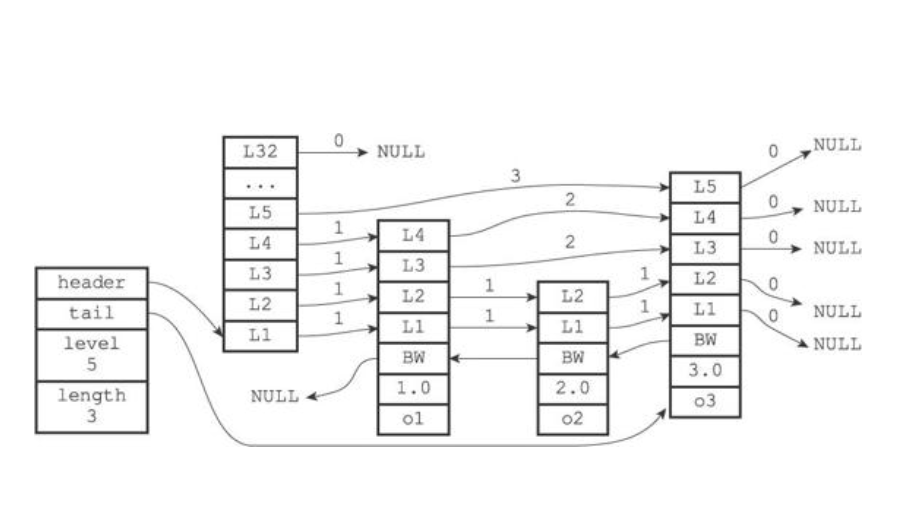 header
tail
level
5
length
3
L32
...
L5
L4
L3
L2
L1
0
NULL
3
1
1
1
1
NULL
L4
L3
L2
L1
BW
1.0
o1
2
2
1
1
L2
L1
BW
2.0
o2
1
1
L5
L4
L3
L2
L1
BW
3.0
o3
0
NULL
0
NULL
0
NULL
0
NULL
0
NULL